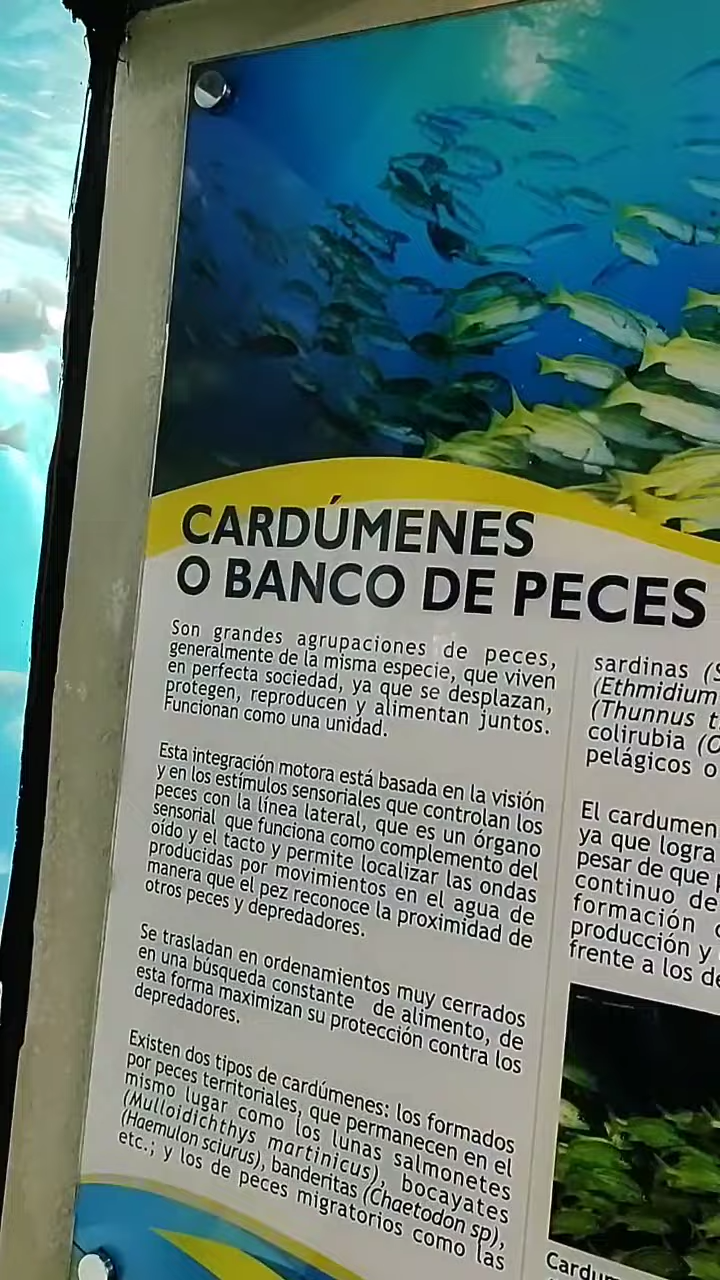 CARDÚMENES
O BANCO DE PECES
Son grandes agrupaciones de peces,
generalmente de la misma especie, que viven
en perfecta sociedad, ya que se desplazan,
protegen, reproducen y alimentan juntos.
Funcionan como una unidad.
Esta integración motora está basada en la visión
y en los estímulos sensoriales que controlan los
peces con la línea lateral, que es un órgano
sensorial que funciona como complemento del
oído y el tacto y permite localizar las ondas
producidas por movimientos en el agua de
manera que el pez reconoce la proximidad de
otros peces y depredadores.
Se trasladan en ordenamientos muy cerrados
en una búsqueda constante de alimento, de
esta forma maximizan su protección contra los
depredadores.
Existen dos tipos de cardúmenes: los formados
por peces territoriales, que permanecen en el
mismo lugar como los lunas salmonetes
(Mulloidichthys martinicus), bocayates
(Haemulon sciurus), banderitas (Chaetodon sp),
etc.; y los de peces migratorios como las
sardinas (S
(Ethmidium
(Thunnus t
colirubia (O
pelágicos o
El cardumen
ya que logra
pesar de que
continuo de
formación
producción y
frente a los de
Cardum